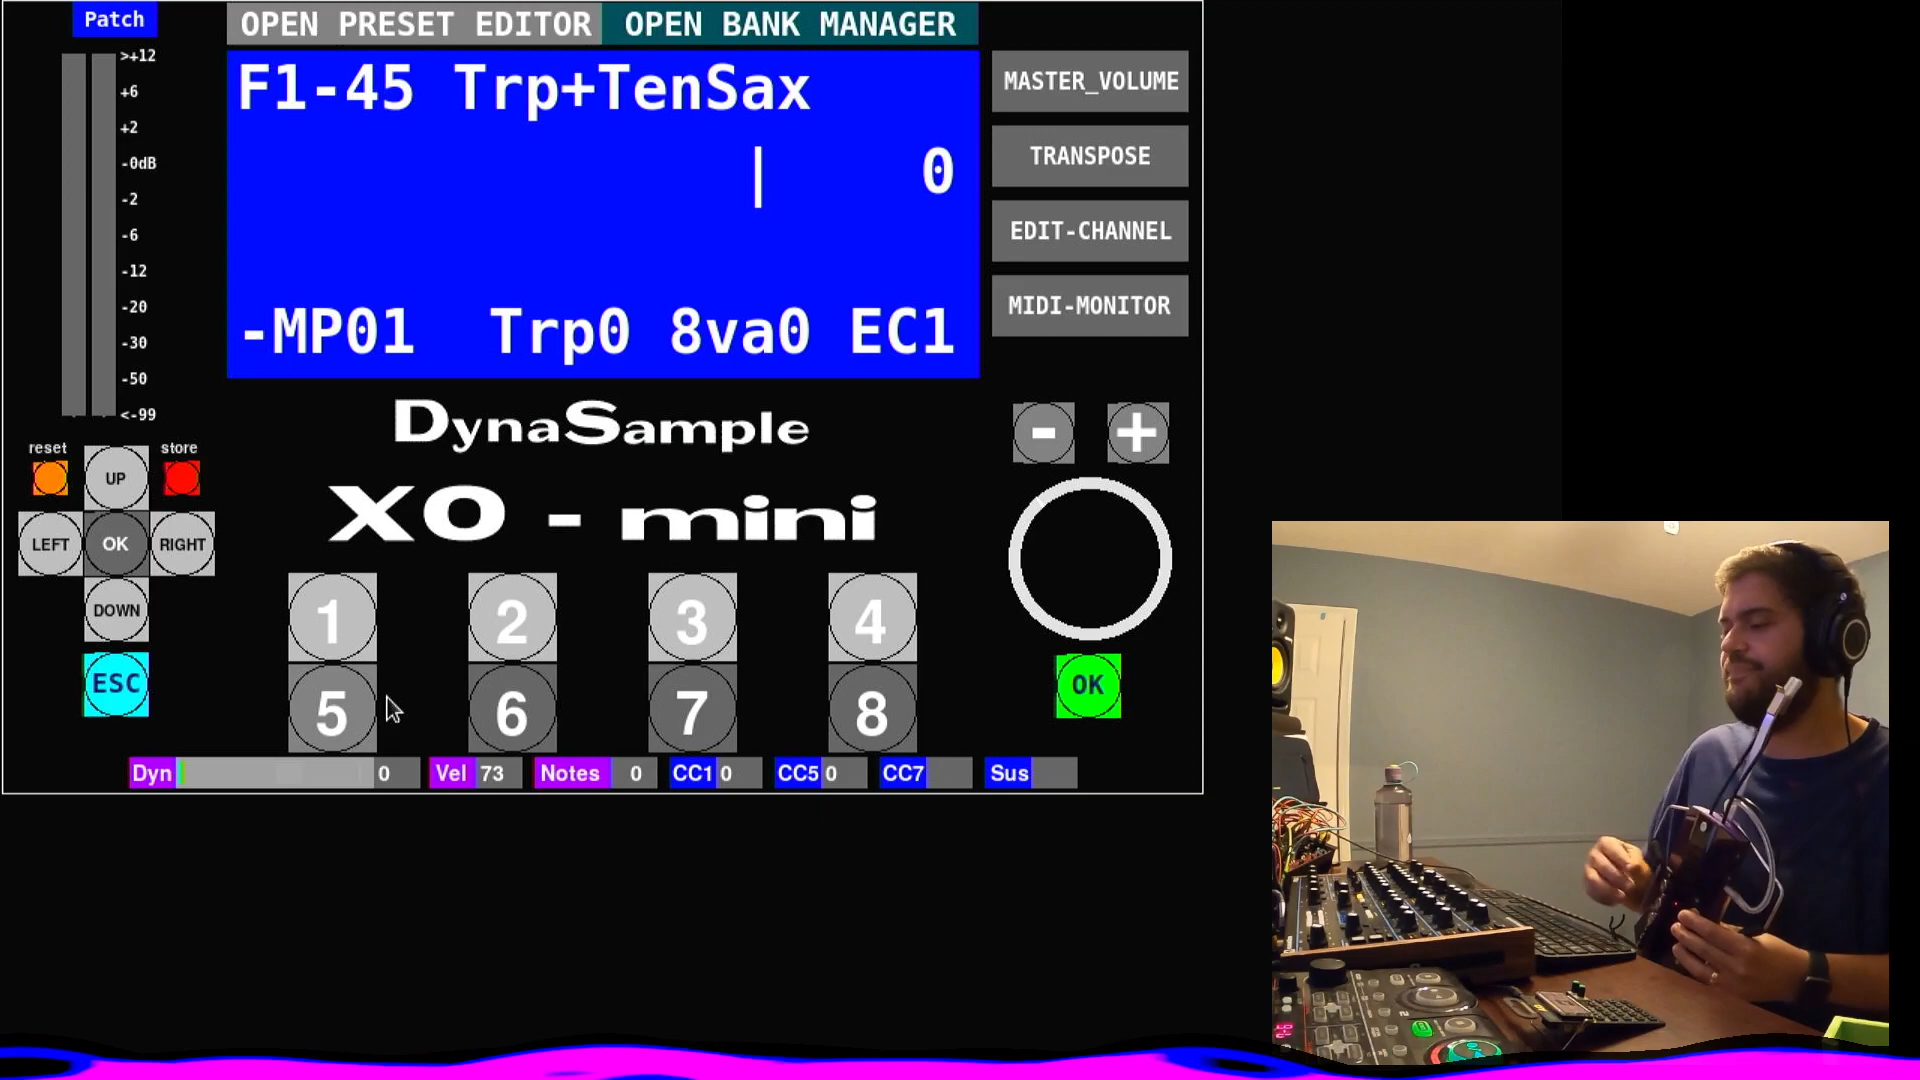 Patch
OPEN PRESET EDITOR
OPEN BANK MANAGER
F1-45 Trp+TenSax
| 0
-MP01 Trp0 8va0 EC1
MASTER_VOLUME
TRANSPOSE
EDIT-CHANNEL
MIDI-MONITOR
>+12
+6
+2
-0dB
-2
-6
-12
-20
-30
-50
<-99
reset
store
UP
LEFT
OK
RIGHT
DOWN
ESC
DynaSample
XO - mini
- +
1 2 3 4
5 6 7 8
OK
Dyn 0 Vel 73 Notes 0 CC1 0 CC5 0 CC7 Sus